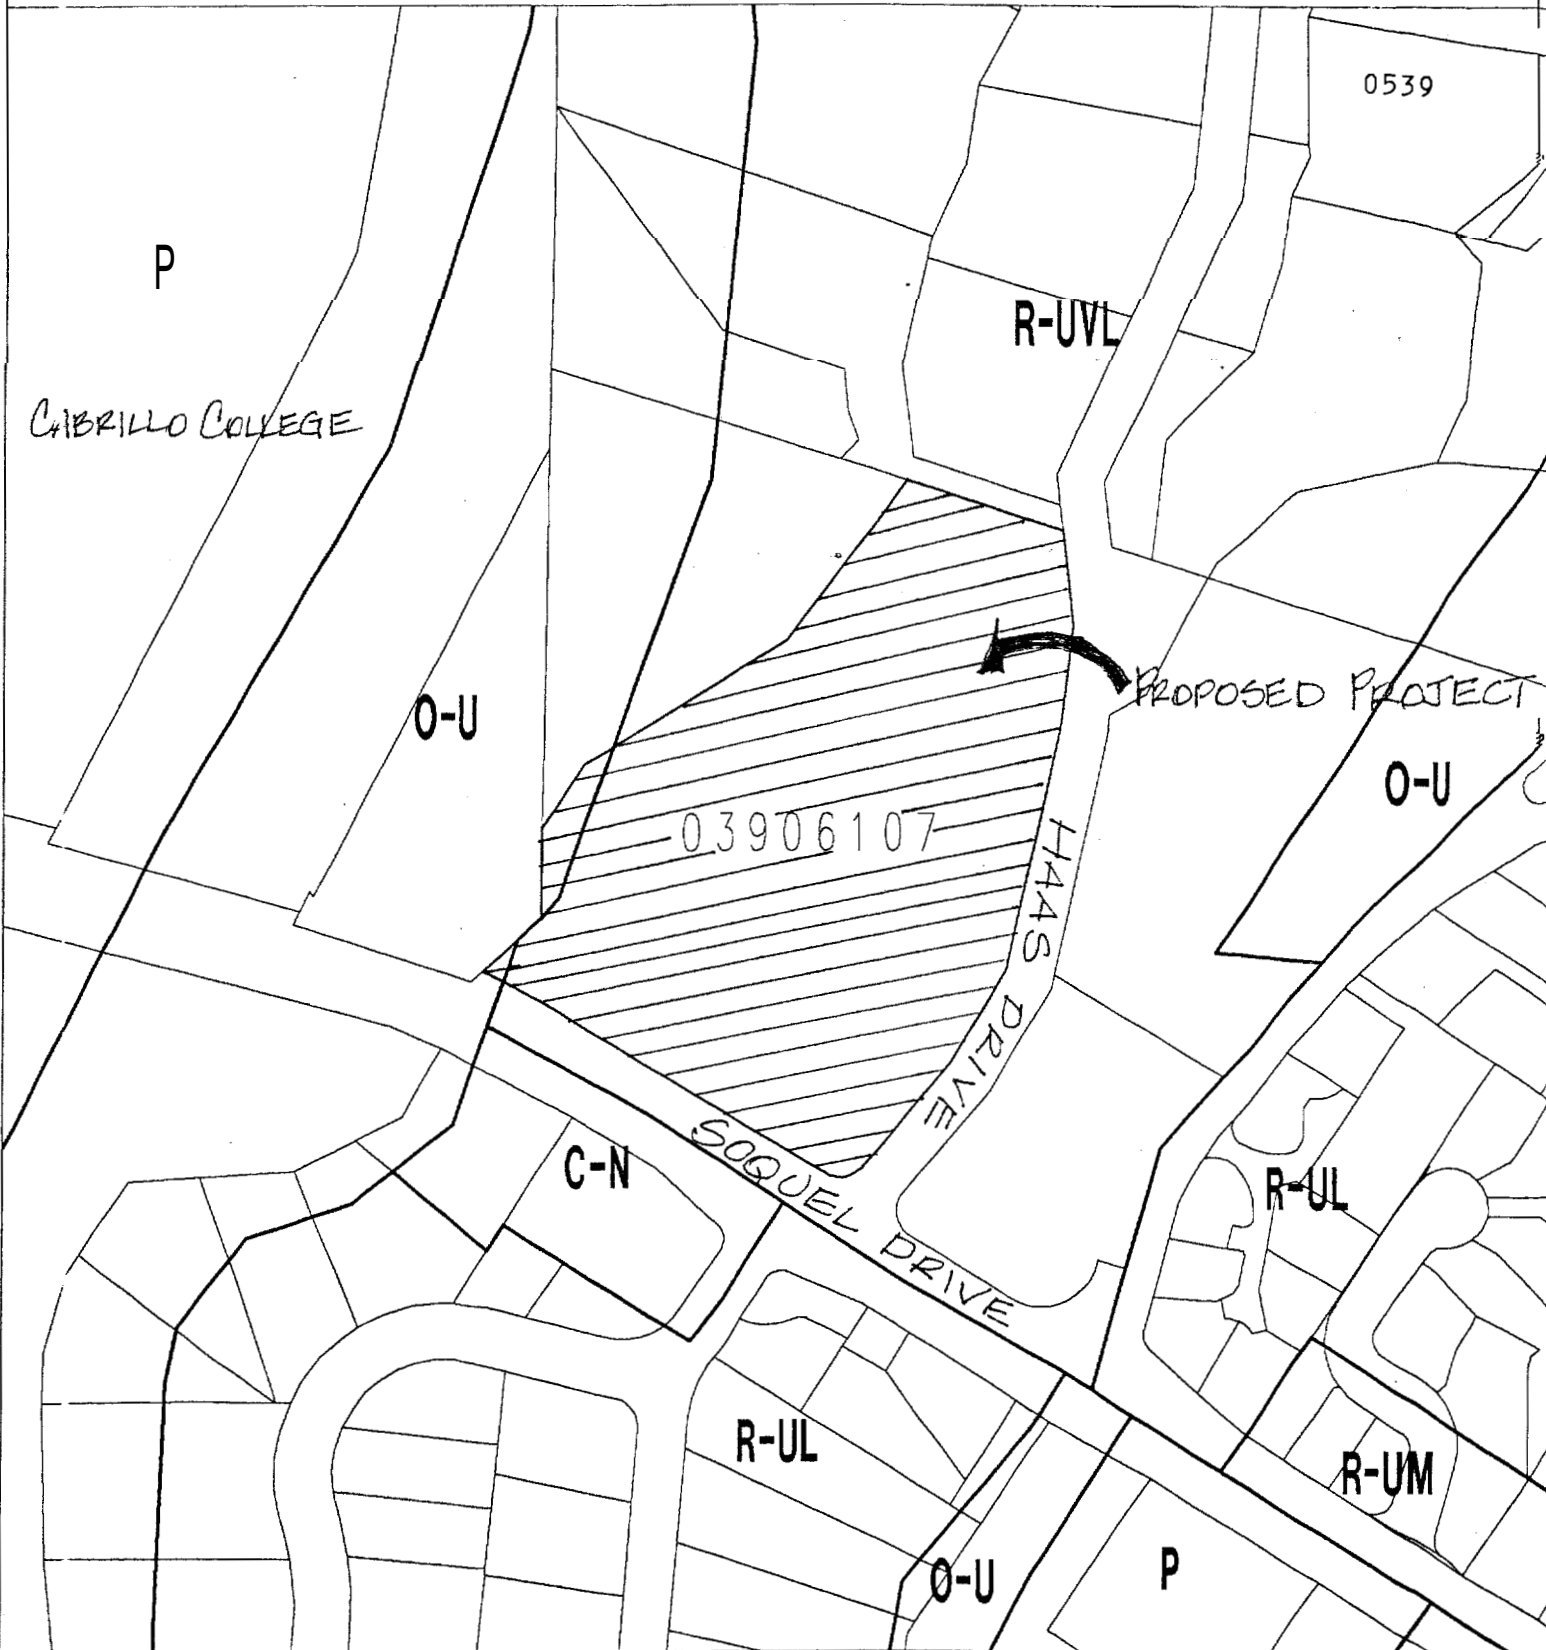 0539
P
R-UVL
CABRILLO COLLEGE
PROPOSED PROJECT
O-U
O-U
03906107
HAAS DRIVE
SOQUEL DRIVE
C-N
R-UL
R-UL
R-UM
O-U
P